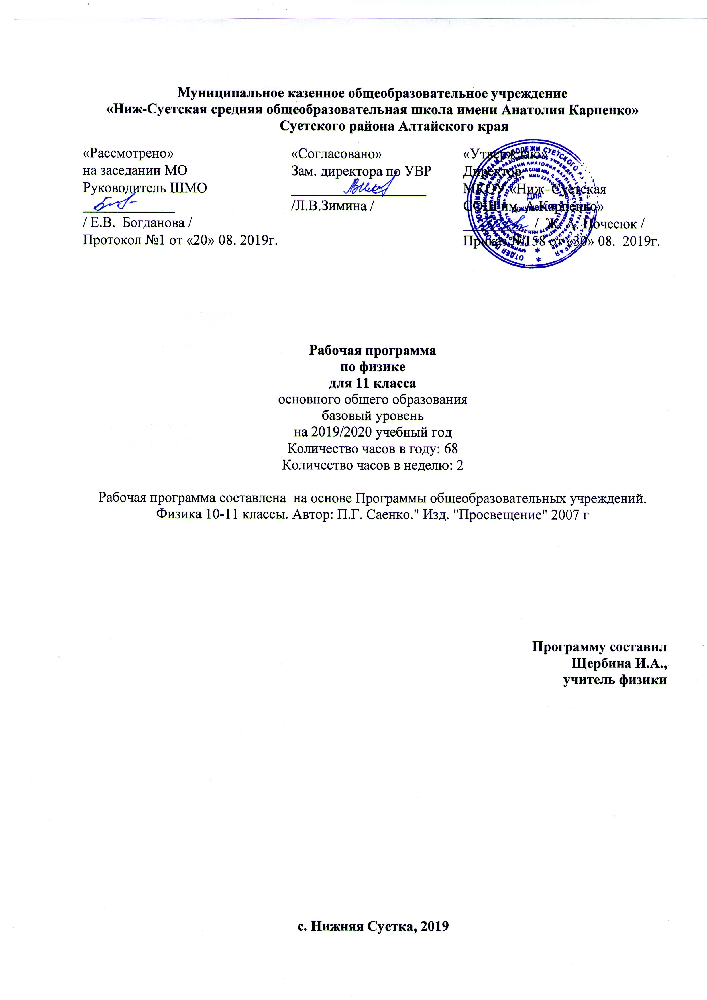 Муниципальное казенное общеобразовательное учреждение
«Ниж-Суетская средняя общеобразовательная школа имени Анатолия Карпенко»
Суетского района Алтайского края
«Рассмотрено»
на заседании МО
Руководитель ШМО
/ Е.В. Богданова /
Протокол №1 от «20» 08. 2019г.
«Согласовано»
Зам. директора по УВР
/Л.В.Зимина /
«Утверждаю»
Директор
МКОУ «Ниж–Суетская
СОШ им. А.Карпенко»
/ Ж. А. Почесюк /
Приказ №158 от «30» 08. 2019г.
Для
документов
Рабочая программа
по физике
для 11 класса
основного общего образования
базовый уровень
на 2019/2020 учебный год
Количество часов в году: 68
Количество часов в неделю: 2
Рабочая программа составлена на основе Программы общеобразовательных учреждений.
Физика 10-11 классы. Автор: П.Г. Саенко." Изд. "Просвещение" 2007 г
Программу составил
Щербина И.А.,
учитель физики
с. Нижняя Суетка, 2019